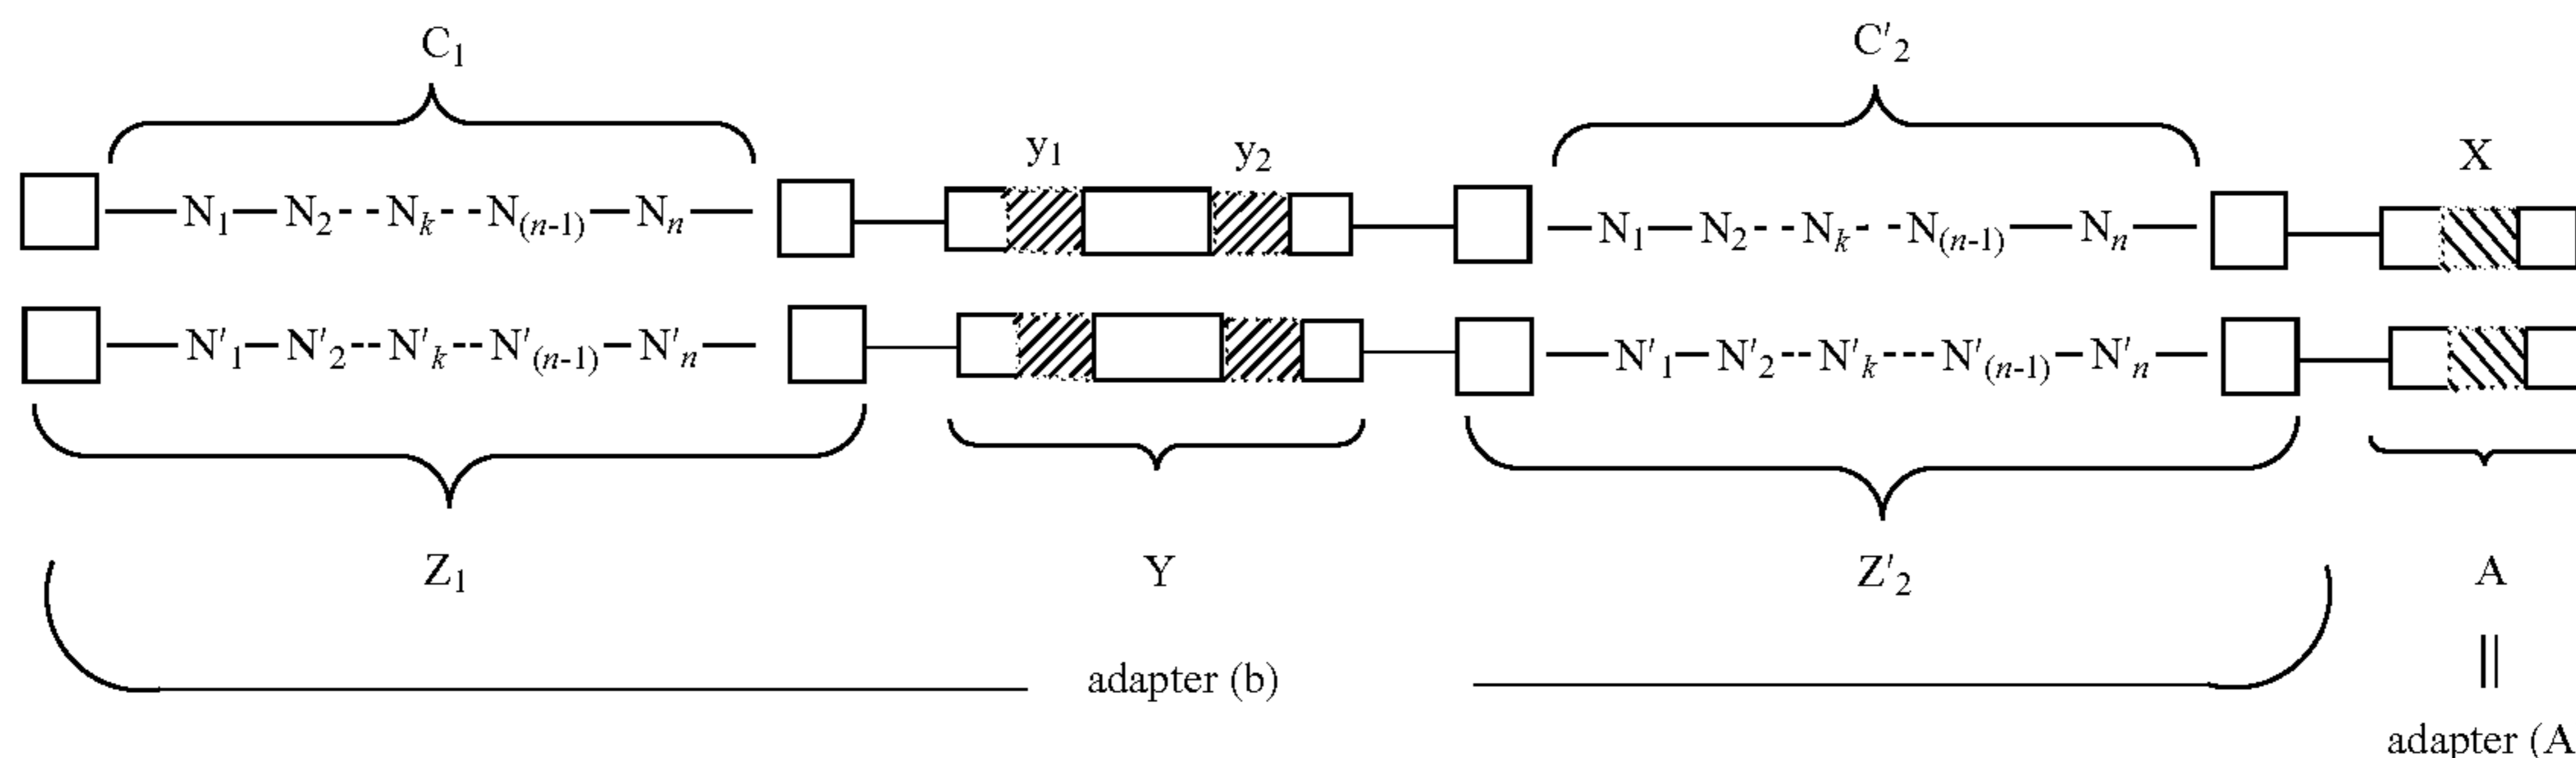 C₁ C'₂
y₁ y₂ X
N₁ N₂ Nₖ N₍ₙ₋₁₎ Nₙ N₁ N₂ Nₖ N₍ₙ₋₁₎ Nₙ
N'₁ N'₂ N'ₖ N'₍ₙ₋₁₎ N'ₙ N'₁ N'₂ N'ₖ N'₍ₙ₋₁₎ N'ₙ
Z₁ Y Z'₂ A
adapter (b)
adapter (A